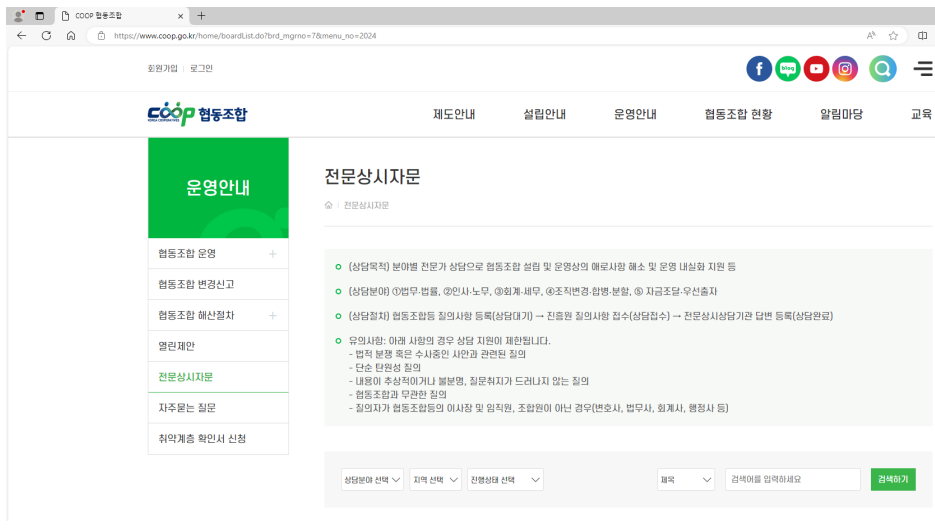 COOP 협동조합
https://www.coop.go.kr/home/boardList.do?brd_mgrno=7&menu_no=2024
회원가입 로그인
f blog
coop 협동조합
KOREA COOPERATIVES
제도안내 설립안내 운영안내 협동조합 현황 알림마당 교육
운영안내
협동조합 운영
협동조합 변경신고
협동조합 해산절차
열린제안
전문상시자문
자주묻는 질문
취약계층 확인서 신청
전문상시자문
전문상시자문
(상담목적) 분야별 전문가 상담으로 협동조합 설립 및 운영상의 애로사항 해소 및 운영 내실화 지원 등
(상담분야) ①법무·법률, ②인사·노무, ③회계·세무, ④조직변경·합병·분할, ⑤ 자금조달·우선출자
(상담절차) 협동조합등 질의사항 등록(상담대기) → 진흥원 질의사항 접수(상담접수) → 전문상시상담기관 답변 등록(상담완료)
유의사항: 아래 사항의 경우 상담 지원이 제한됩니다.
- 법적 분쟁 혹은 수사중인 사안과 관련된 질의
- 단순 탄원성 질의
- 내용이 추상적이거나 불분명, 질문취지가 드러나지 않는 질의
- 협동조합과 무관한 질의
- 질의자가 협동조합등의 이사장 및 임직원, 조합원이 아닌 경우(변호사, 법무사, 회계사, 행정사 등)
상담분야 선택 지역 선택 진행상태 선택 제목 검색어를 입력하세요 검색하기